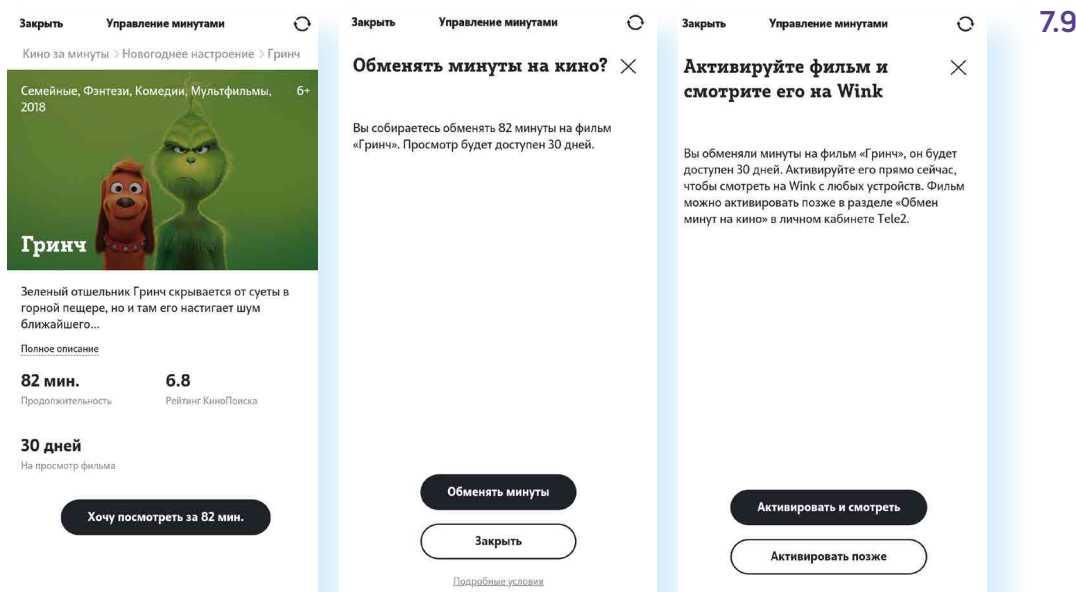 Закрыть Управление минутами
Кино за минуты > Новогоднее настроение > Гринч
Семейные, Фэнтези, Комедии, Мультфильмы, 6+
2018
Гринч
Зеленый отшельник Гринч скрывается от суеты в
горной пещере, но и там его настигает шум
ближайшего...
Полное описание
82 мин. 6.8
Продолжительность Рейтинг КиноПоиска
30 дней
На просмотр фильма
Хочу посмотреть за 82 мин.
Закрыть Управление минутами
Обменять минуты на кино?
Вы собираетесь обменять 82 минуты на фильм
«Гринч». Просмотр будет доступен 30 дней.
Обменять минуты
Закрыть
Подробные условия
Закрыть Управление минутами
Активируйте фильм и
смотрите его на Wink
Вы обменяли минуты на фильм «Гринч», он будет
доступен 30 дней. Активируйте его прямо сейчас,
чтобы смотреть на Wink с любых устройств. Фильм
можно активировать позже в разделе «Обмен
минут на кино» в личном кабинете Tele2.
Активировать и смотреть
Активировать позже
7.9